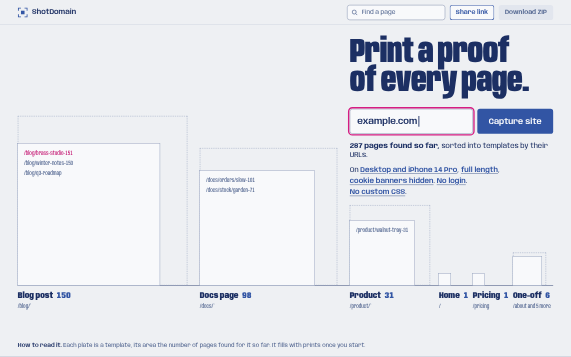 ShotDomain
Find a page
Share link
Download ZIP
Print a proof
of every page.
example.com
Capture site
287 pages found so far, sorted into templates by their
URLs.
On Desktop and iPhone 14 Pro, full length,
cookie banners hidden. No login.
No custom CSS.
/blog/brass-studio-151
/blog/winter-notes-150
/blog/q3-roadmap
/docs/orders/slow-101
/docs/stock/garden-71
/product/walnut-tray-31
Blog post 150
/blog/
Docs page 98
/docs/
Product 31
/product/
Home 1
/
Pricing 1
/pricing
One-off 6
/about and 5 more
How to read it. Each plate is a template, its area the number of pages found for it so far. It fills with prints once you start.